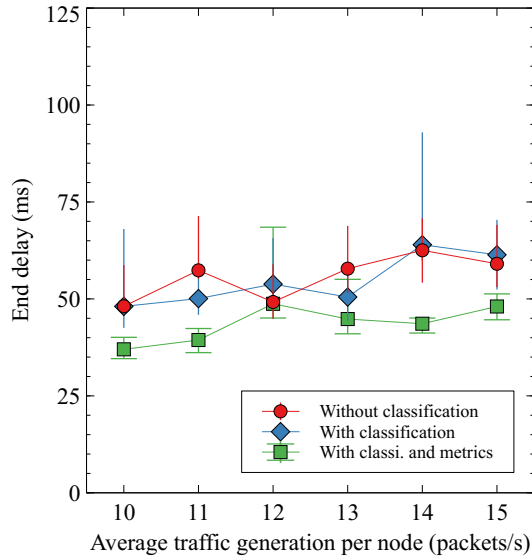 125
100
75
50
25
0
End delay (ms)
Without classification
With classification
With classi. and metrics
10 11 12 13 14 15
Average traffic generation per node (packets/s)